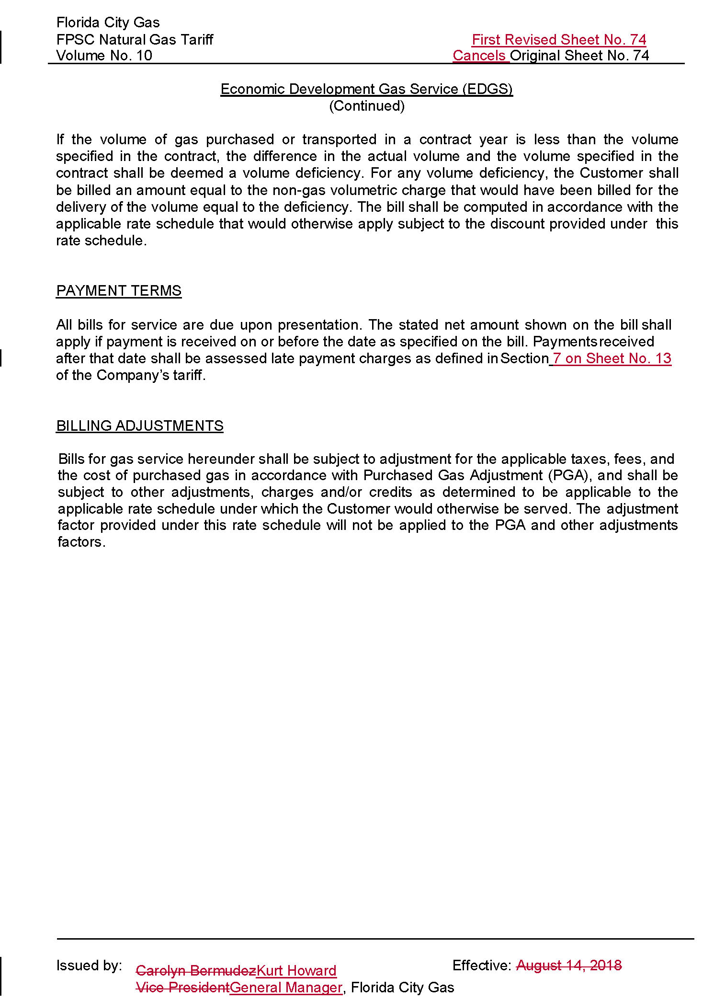 Florida City Gas
FPSC Natural Gas Tariff First Revised Sheet No. 74
Volume No. 10 Cancels Original Sheet No. 74
Economic Development Gas Service (EDGS)
(Continued)
If the volume of gas purchased or transported in a contract year is less than the volume
specified in the contract, the difference in the actual volume and the volume specified in the
contract shall be deemed a volume deficiency. For any volume deficiency, the Customer shall
be billed an amount equal to the non-gas volumetric charge that would have been billed for the
delivery of the volume equal to the deficiency. The bill shall be computed in accordance with the
applicable rate schedule that would otherwise apply subject to the discount provided under this
rate schedule.
PAYMENT TERMS
All bills for service are due upon presentation. The stated net amount shown on the bill shall
apply if payment is received on or before the date as specified on the bill. Payments received
after that date shall be assessed late payment charges as defined in Section 7 on Sheet No. 13
of the Company’s tariff.
BILLING ADJUSTMENTS
Bills for gas service hereunder shall be subject to adjustment for the applicable taxes, fees, and
the cost of purchased gas in accordance with Purchased Gas Adjustment (PGA), and shall be
subject to other adjustments, charges and/or credits as determined to be applicable to the
applicable rate schedule under which the Customer would otherwise be served. The adjustment
factor provided under this rate schedule will not be applied to the PGA and other adjustments
factors.
Issued by: Carolyn BermudezKurt Howard Effective: August 14, 2018
Vice PresidentGeneral Manager, Florida City Gas